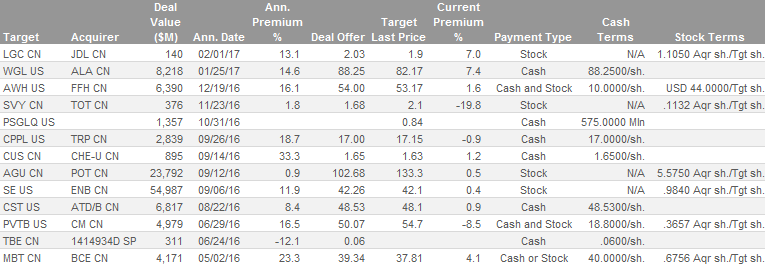 Deal Ann. Target Current
Value Premium Last Price Premium Cash
Target Acquirer ($M) Ann. Date % Deal Offer % Payment Type Terms Stock Terms
LGC CN JDL CN 140 02/01/17 13.1 2.03 1.9 7.0 Stock N/A 1.1050 Aqr sh./Tgt sh.
WGL US ALA CN 8,218 01/25/17 14.6 88.25 82.17 7.4 Cash 88.2500/sh.
AWH US FFH CN 6,390 12/19/16 16.1 54.00 53.17 1.6 Cash and Stock 10.0000/sh. USD 44.0000/Tgt sh.
SVY CN TOT CN 376 11/23/16 1.8 1.68 2.1 -19.8 Stock N/A .1132 Aqr sh./Tgt sh.
PSGLQ US 1,357 10/31/16 0.84 Cash 575.0000 Mln
CPPL US TRP CN 2,839 09/26/16 18.7 17.00 17.15 -0.9 Cash 17.0000/sh.
CUS CN CHE-U CN 895 09/14/16 33.3 1.65 1.63 1.2 Cash 1.6500/sh.
AGU CN POT CN 23,792 09/12/16 0.9 102.68 133.3 0.5 Stock N/A 5.5750 Aqr sh./Tgt sh.
SE US ENB CN 54,987 09/06/16 11.9 42.26 42.1 0.4 Stock N/A .9840 Aqr sh./Tgt sh.
CST US ATD/B CN 6,817 08/22/16 8.4 48.53 48.1 0.9 Cash 48.5300/sh.
PVTB US CM CN 4,979 06/29/16 16.5 50.07 54.7 -8.5 Cash and Stock 18.8000/sh. .3657 Aqr sh./Tgt sh.
TBE CN 1414934D SP 311 06/24/16 -12.1 0.06 Cash .0600/sh.
MBT CN BCE CN 4,171 05/02/16 23.3 39.34 37.81 4.1 Cash or Stock 40.0000/sh. .6756 Aqr sh./Tgt sh.